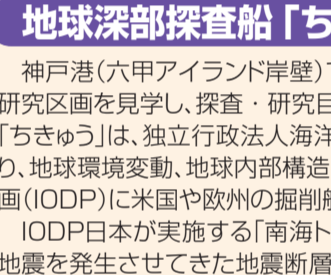 地球深部探査船「ち
神戸港(六甲アイランド岸壁)
研究区画を見学し、探査・研究目
「ちきゅう」は、独立行政法人海洋
り、地球環境変動、地球内部構造
画(IODP)に米国や欧州の掘削船
IODP日本が実施する「南海ト
地震を発生させてきた地震断層